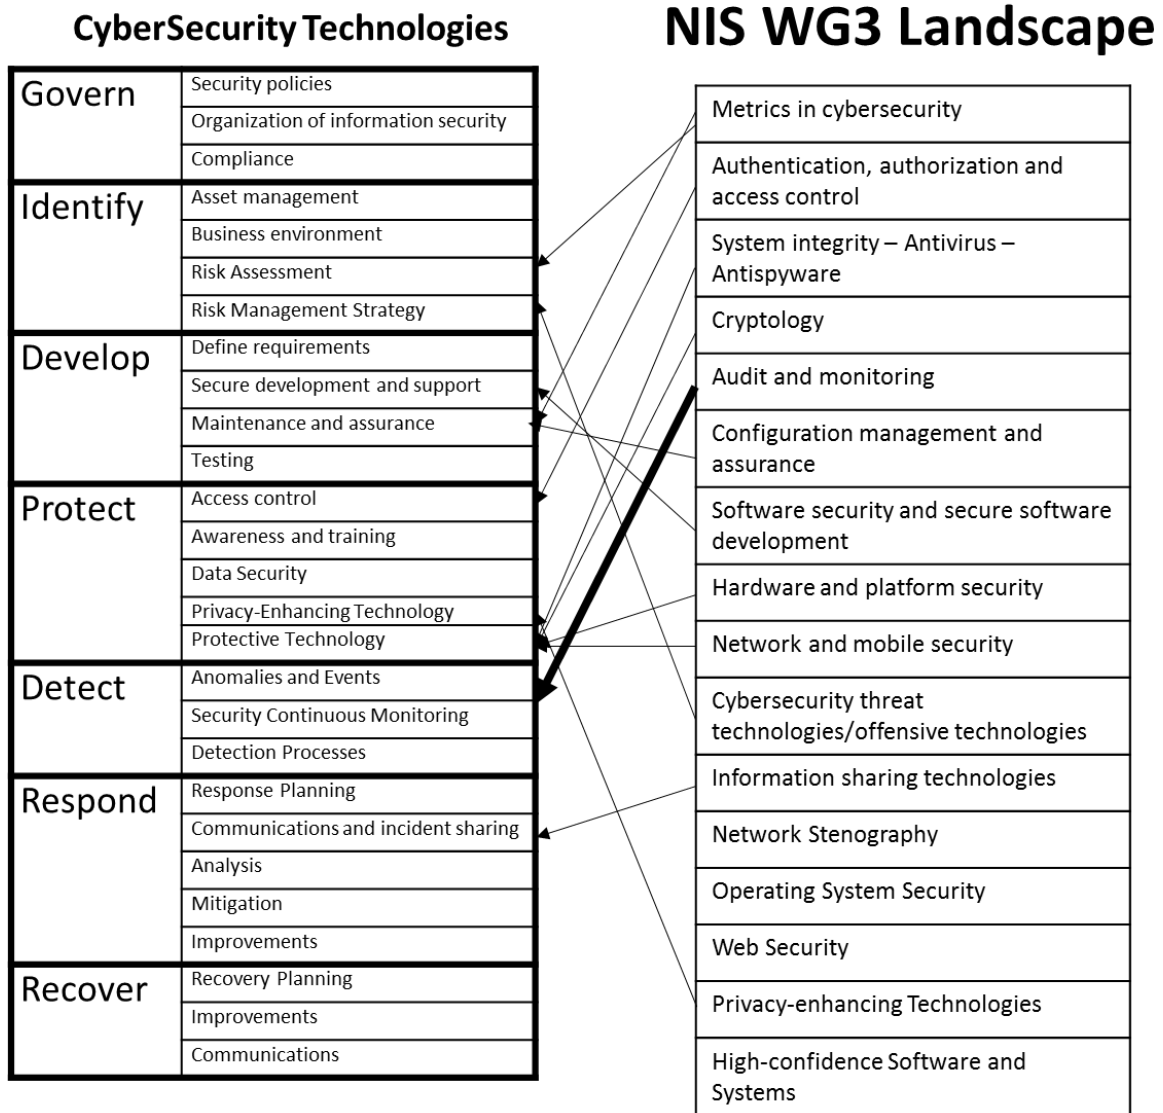 CyberSecurity Technologies
Govern
Security policies
Organization of information security
Compliance
Identify
Asset management
Business environment
Risk Assessment
Risk Management Strategy
Develop
Define requirements
Secure development and support
Maintenance and assurance
Testing
Protect
Access control
Awareness and training
Data Security
Privacy-Enhancing Technology
Protective Technology
Detect
Anomalies and Events
Security Continuous Monitoring
Detection Processes
Respond
Response Planning
Communications and incident sharing
Analysis
Mitigation
Improvements
Recover
Recovery Planning
Improvements
Communications
NIS WG3 Landscape
Metrics in cybersecurity
Authentication, authorization and
access control
System integrity – Antivirus –
Antispyware
Cryptology
Audit and monitoring
Configuration management and
assurance
Software security and secure software
development
Hardware and platform security
Network and mobile security
Cybersecurity threat
technologies/offensive technologies
Information sharing technologies
Network Stenography
Operating System Security
Web Security
Privacy-enhancing Technologies
High-confidence Software and
Systems